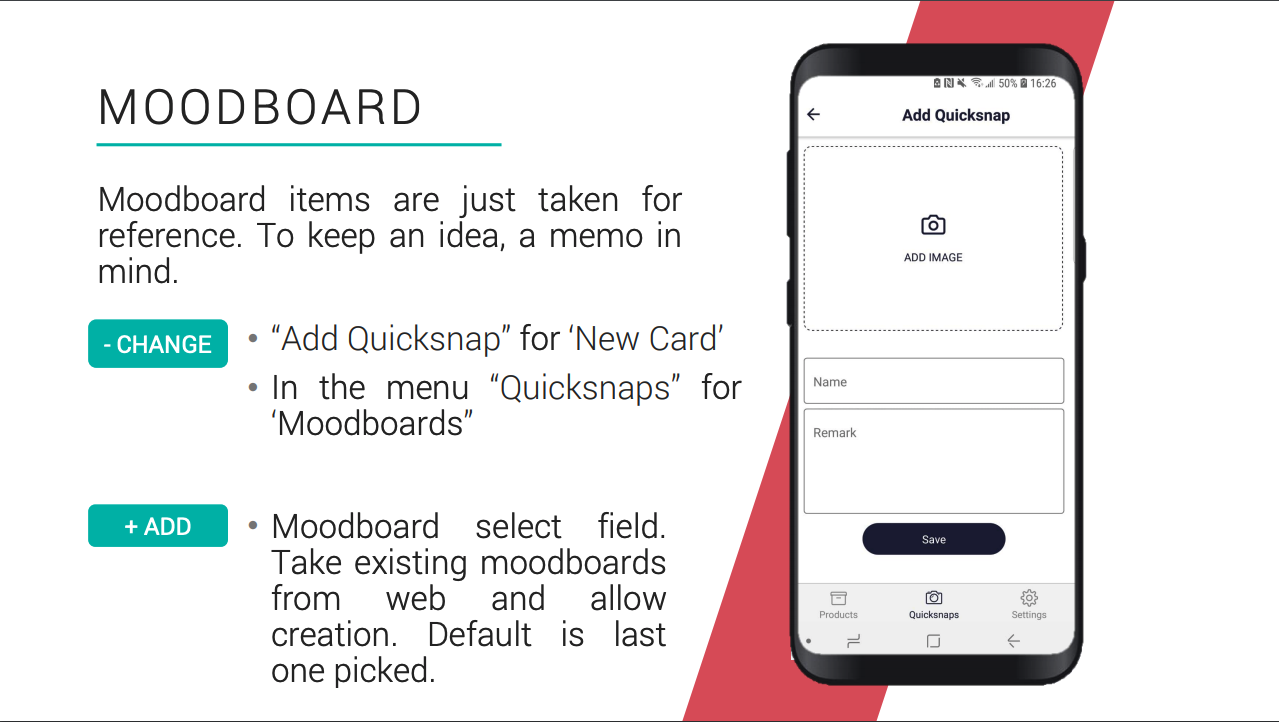 MOODBOARD
Moodboard items are just taken for
reference. To keep an idea, a memo in
mind.
- CHANGE
• “Add Quicksnap” for ‘New Card’
• In the menu “Quicksnaps” for
‘Moodboards”
+ ADD
• Moodboard select field.
Take existing moodboards
from web and allow
creation. Default is last
one picked.
50% 16:26
Add Quicksnap
ADD IMAGE
Name
Remark
Save
Products Quicksnaps Settings